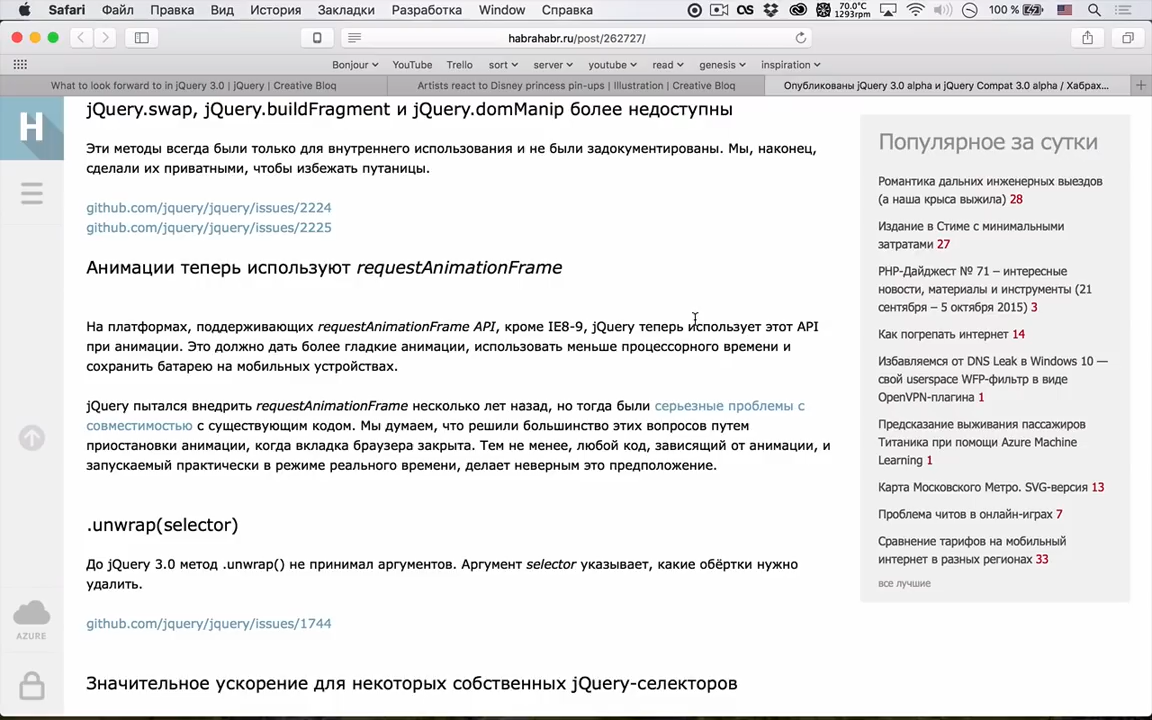 Safari Файл Правка Вид История Закладки Разработка Window Справка 70.0°C 1293rpm 100 %
habrahabr.ru/post/262727/
Bonjour YouTube Trello sort server youtube read genesis inspiration
What to look forward to in jQuery 3.0 | jQuery | Creative Bloq
Artists react to Disney princess pin-ups | Illustration | Creative Bloq
Опубликованы jQuery 3.0 alpha и jQuery Compat 3.0 alpha / Хабрах...
H
AZURE
jQuery.swap, jQuery.buildFragment и jQuery.domManip более недоступны
Эти методы всегда были только для внутреннего использования и не были задокументированы. Мы, наконец,
сделали их приватными, чтобы избежать путаницы.
github.com/jquery/jquery/issues/2224
github.com/jquery/jquery/issues/2225
Анимации теперь используют requestAnimationFrame
На платформах, поддерживающих requestAnimationFrame API, кроме IE8-9, jQuery теперь использует этот API
при анимации. Это должно дать более гладкие анимации, использовать меньше процессорного времени и
сохранить батарею на мобильных устройствах.
jQuery пытался внедрить requestAnimationFrame несколько лет назад, но тогда были серьезные проблемы с
совместимостью с существующим кодом. Мы думаем, что решили большинство этих вопросов путем
приостановки анимации, когда вкладка браузера закрыта. Тем не менее, любой код, зависящий от анимации, и
запускаемый практически в режиме реального времени, делает неверным это предположение.
.unwrap(selector)
До jQuery 3.0 метод .unwrap() не принимал аргументов. Аргумент selector указывает, какие обёртки нужно
удалить.
github.com/jquery/jquery/issues/1744
Значительное ускорение для некоторых собственных jQuery-селекторов
Популярное за сутки
Романтика дальних инженерных выездов
(а наша крыса выжила) 28
Издание в Стиме с минимальными
затратами 27
PHP-Дайджест № 71 – интересные
новости, материалы и инструменты (21
сентября – 5 октября 2015) 3
Как погрепать интернет 14
Избавляемся от DNS Leak в Windows 10 —
свой userspace WFP-фильтр в виде
OpenVPN-плагина 1
Предсказание выживания пассажиров
Титаника при помощи Azure Machine
Learning 1
Карта Московского Метро. SVG-версия 13
Проблема читов в онлайн-играх 7
Сравнение тарифов на мобильный
интернет в разных регионах 33
все лучшие